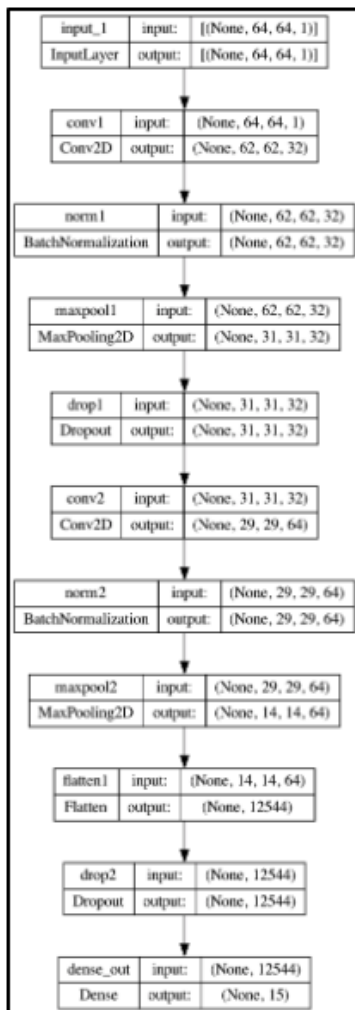 input_1 input: [(None, 64, 64, 1)]
InputLayer output: [(None, 64, 64, 1)]
conv1 input: (None, 64, 64, 1)
Conv2D output: (None, 62, 62, 32)
norm1 input: (None, 62, 62, 32)
BatchNormalization output: (None, 62, 62, 32)
maxpool1 input: (None, 62, 62, 32)
MaxPooling2D output: (None, 31, 31, 32)
drop1 input: (None, 31, 31, 32)
Dropout output: (None, 31, 31, 32)
conv2 input: (None, 31, 31, 32)
Conv2D output: (None, 29, 29, 64)
norm2 input: (None, 29, 29, 64)
BatchNormalization output: (None, 29, 29, 64)
maxpool2 input: (None, 29, 29, 64)
MaxPooling2D output: (None, 14, 14, 64)
flatten1 input: (None, 14, 14, 64)
Flatten output: (None, 12544)
drop2 input: (None, 12544)
Dropout output: (None, 12544)
dense_out input: (None, 12544)
Dense output: (None, 15)